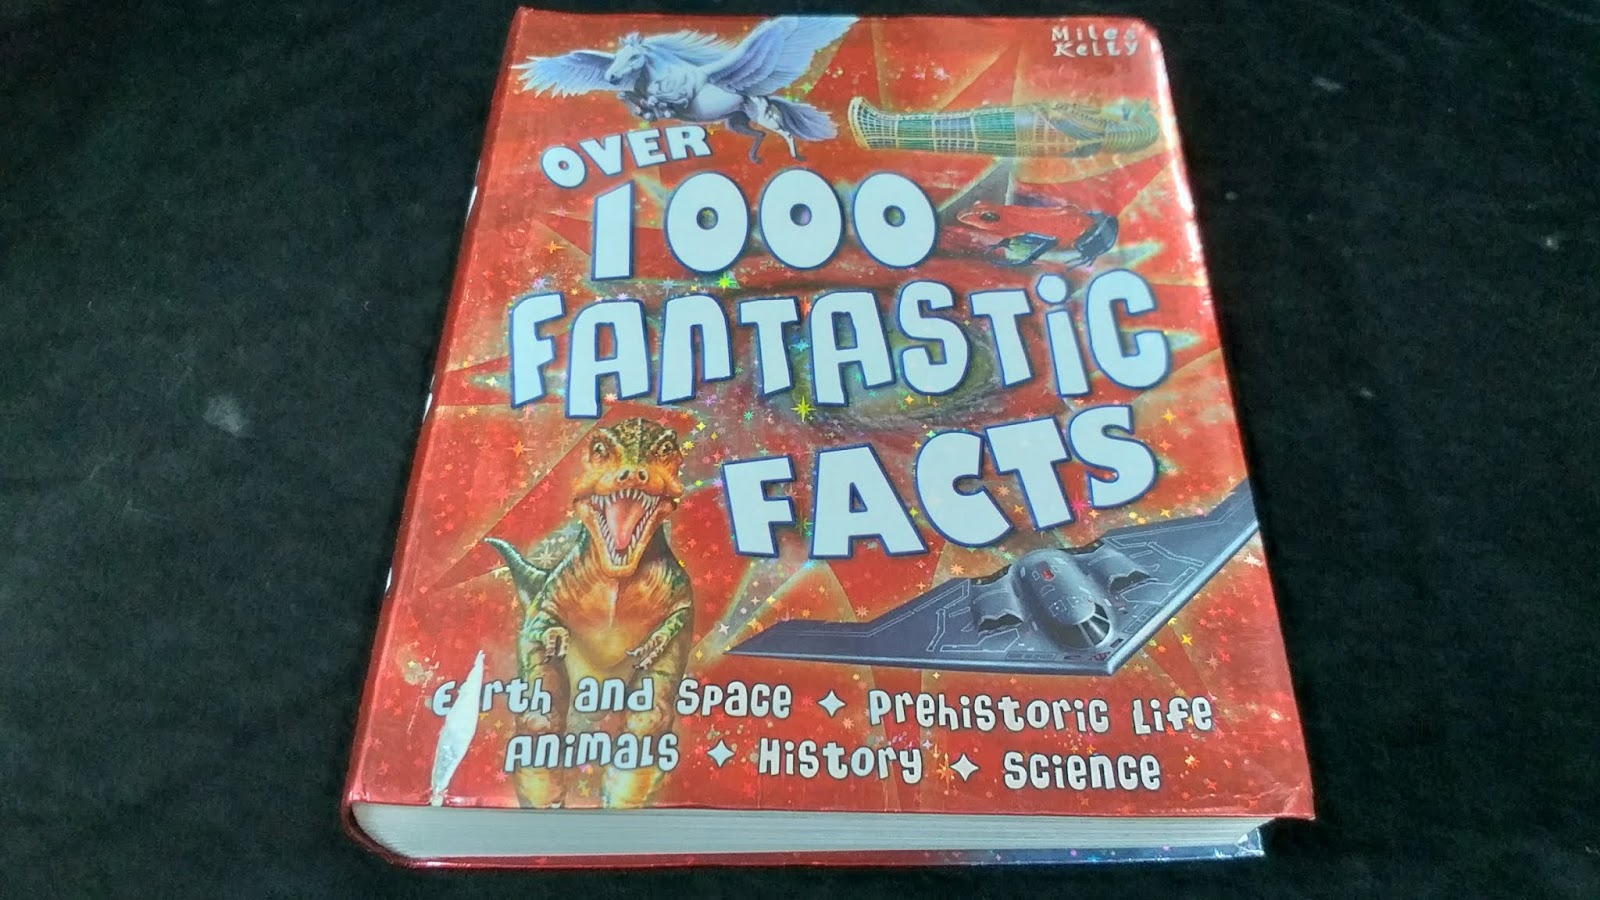 Miles
Kelly
OVER
1000
FANTASTIC
FACTS
Earth and Space ✦ Prehistoric Life
Animals ✦ History ✦ Science